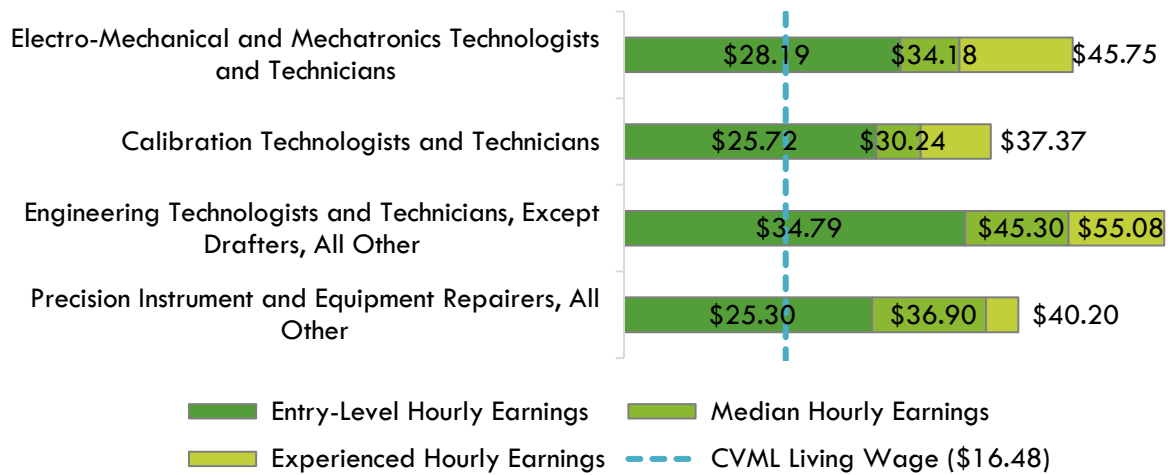 Electro-Mechanical and Mechatronics Technologists
and Technicians
$28.19 $34.18 $45.75
Calibration Technologists and Technicians
$25.72 $30.24 $37.37
Engineering Technologists and Technicians, Except
Drafters, All Other
$34.79 $45.30 $55.08
Precision Instrument and Equipment Repairers, All
Other
$25.30 $36.90 $40.20
Entry-Level Hourly Earnings Median Hourly Earnings
Experienced Hourly Earnings CVML Living Wage ($16.48)